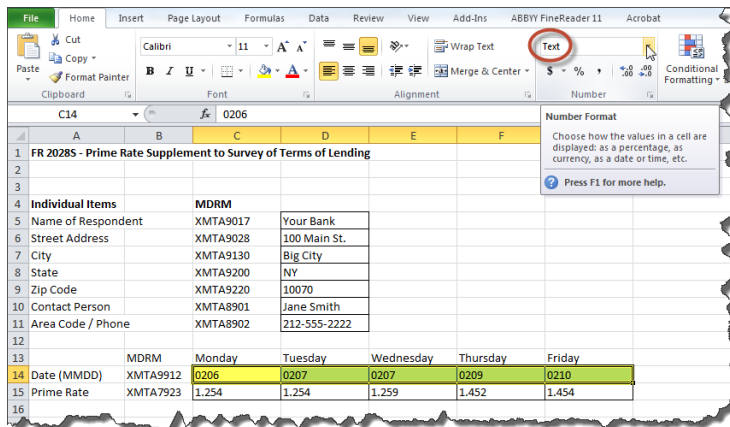 File Home Insert Page Layout Formulas Data Review View Add-Ins ABBYY FineReader 11 Acrobat
Cut
Copy
Format Painter
Paste
Calibri 11 A A
B I U A
Wrap Text
Merge & Center
Text
$ % , .00 .0 .00
Conditional
Formatting
Clipboard Font Alignment Number
C14 fx 0206
Number Format
Choose how the values in a cell are
displayed: as a percentage, as
currency, as a date or time, etc.
Press F1 for more help.
A B C D E F
1 FR 2028S - Prime Rate Supplement to Survey of Terms of Lending
2
3
4 Individual Items MDRM
5 Name of Respondent XMTA9017 Your Bank
6 Street Address XMTA9028 100 Main St.
7 City XMTA9130 Big City
8 State XMTA9200 NY
9 Zip Code XMTA9220 10070
10 Contact Person XMTA8901 Jane Smith
11 Area Code / Phone XMTA8902 212-555-2222
12
13 MDRM Monday Tuesday Wednesday Thursday Friday
14 Date (MMDD) XMTA9912 0206 0207 0207 0209 0210
15 Prime Rate XMTA7923 1.254 1.254 1.259 1.452 1.454
16